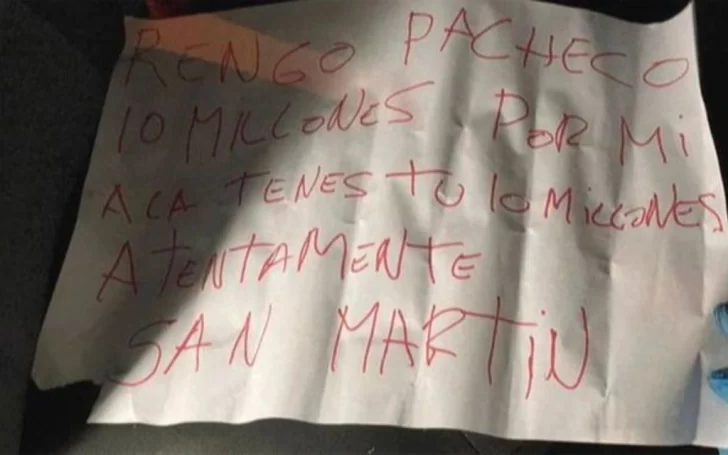 RENGO PACHECO
10 MILLONES POR MI
ACA TENES TU 10 MILLONES
ATENTAMENTE
SAN MARTIN